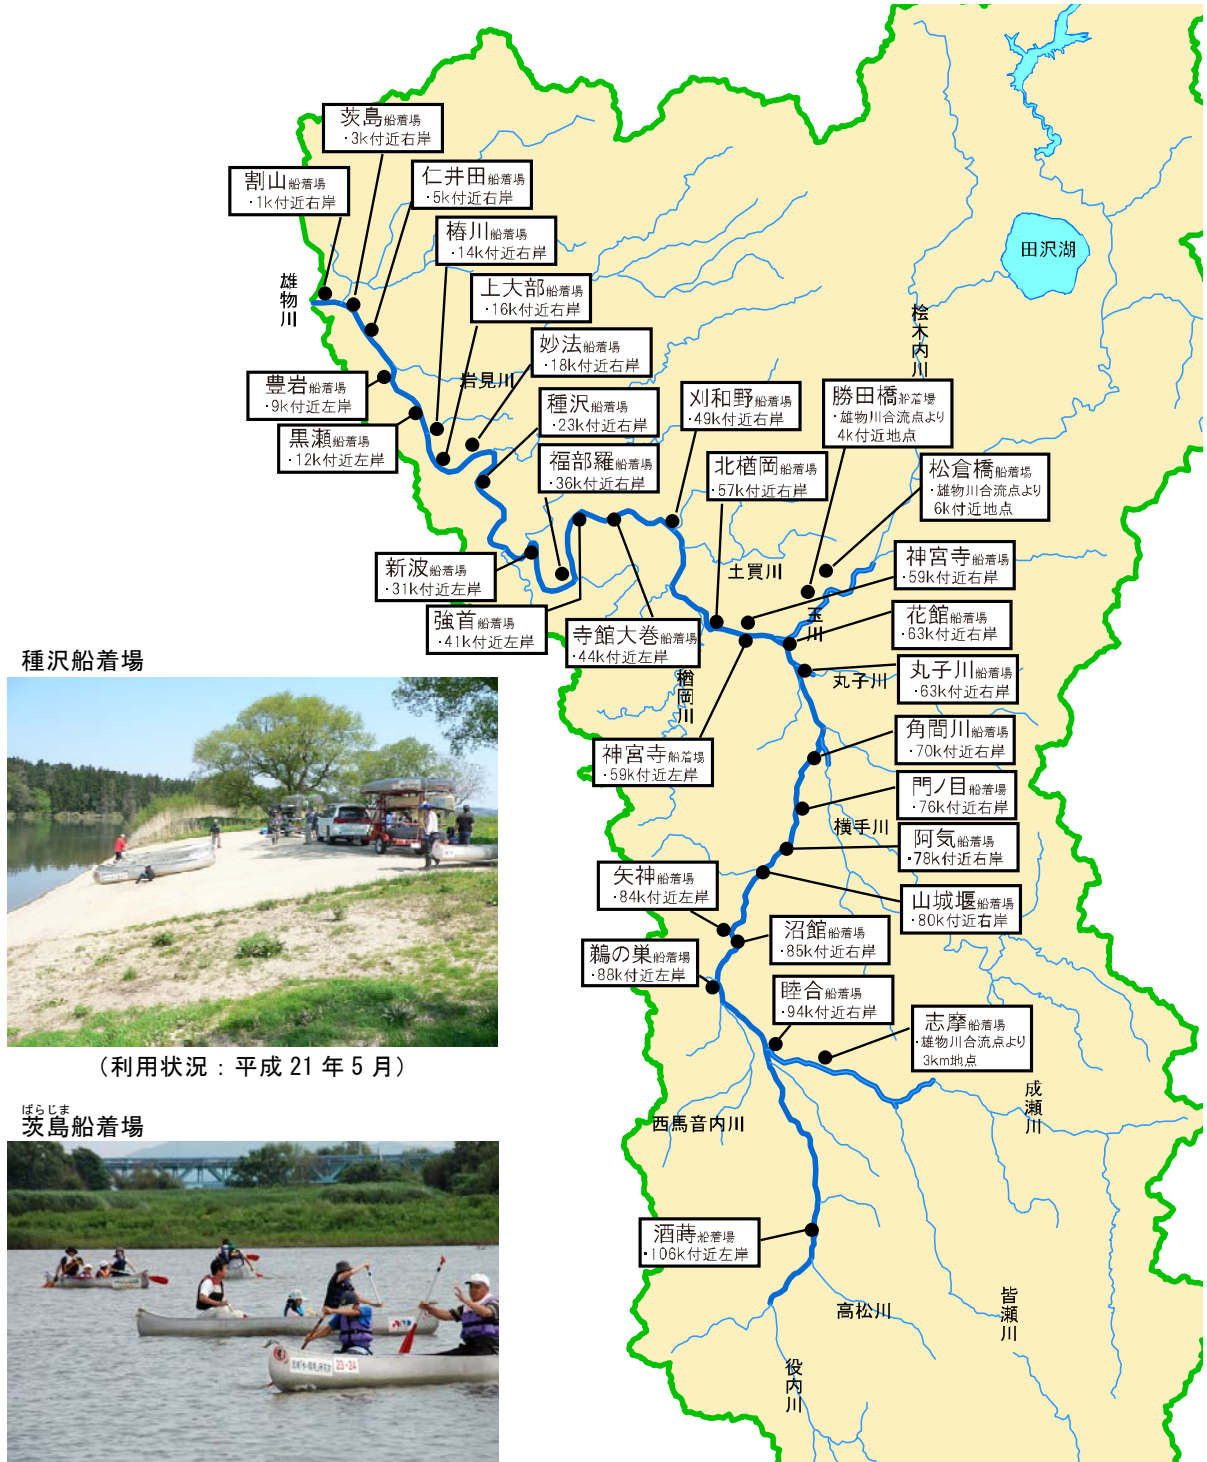 茨島船着場
・3k付近右岸
割山船着場
・1k付近右岸
仁井田船着場
・5k付近右岸
椿川船着場
・14k付近右岸
上大部船着場
・16k付近右岸
妙法船着場
・18k付近右岸
種沢船着場
・23k付近右岸
福部羅船着場
・36k付近右岸
刈和野船着場
・49k付近右岸
北楢岡船着場
・57k付近右岸
勝田橋船着場
・雄物川合流点より
4k付近地点
松倉橋船着場
・雄物川合流点より
6k付近地点
神宮寺船着場
・59k付近右岸
花館船着場
・63k付近右岸
丸子川船着場
・63k付近右岸
角間川船着場
・70k付近右岸
門ノ目船着場
・76k付近右岸
阿気船着場
・78k付近右岸
山城堰船着場
・80k付近右岸
沼館船着場
・85k付近右岸
睦合船着場
・94k付近右岸
志摩船着場
・雄物川合流点より
3km地点
豊岩船着場
・9k付近左岸
黒瀬船着場
・12k付近左岸
新波船着場
・31k付近左岸
強首船着場
・41k付近左岸
寺館大巻船着場
・44k付近左岸
神宮寺船着場
・59k付近左岸
矢神船着場
・84k付近左岸
鵜の巣船着場
・88k付近左岸
酒蒔船着場
・106k付近左岸
雄物川
岩見川
田沢湖
桧木内川
土買川
玉川
丸子川
楢岡川
横手川
成瀬川
西馬音内川
高松川
皆瀬川
役内川
種沢船着場
（利用状況：平成21年5月）
ばらじま
茨島船着場
23-24